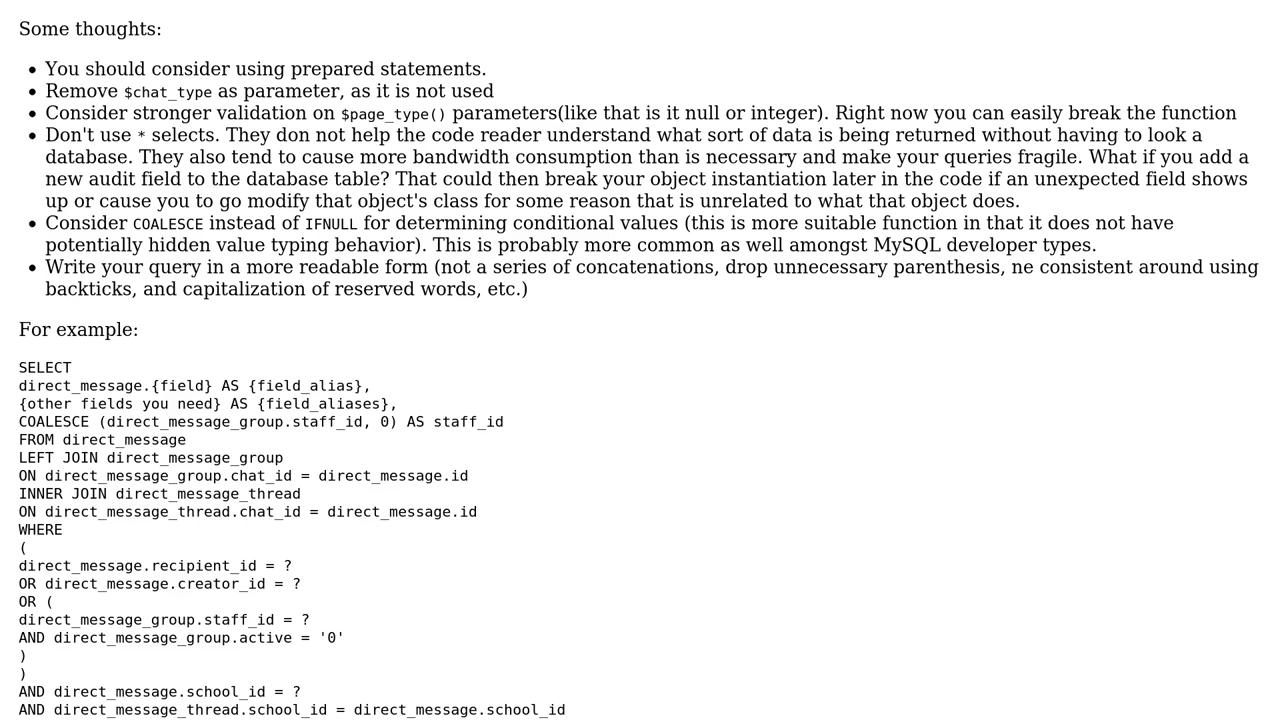 Some thoughts:
You should consider using prepared statements.
Remove $chat_type as parameter, as it is not used
Consider stronger validation on $page_type() parameters(like that is it null or integer). Right now you can easily break the function
Don't use * selects. They don not help the code reader understand what sort of data is being returned without having to look a
database. They also tend to cause more bandwidth consumption than is necessary and make your queries fragile. What if you add a
new audit field to the database table? That could then break your object instantiation later in the code if an unexpected field shows
up or cause you to go modify that object's class for some reason that is unrelated to what that object does.
Consider COALESCE instead of IFNULL for determining conditional values (this is more suitable function in that it does not have
potentially hidden value typing behavior). This is probably more common as well amongst MySQL developer types.
Write your query in a more readable form (not a series of concatenations, drop unnecessary parenthesis, ne consistent around using
backticks, and capitalization of reserved words, etc.)
For example:
SELECT
direct_message.{field} AS {field_alias},
{other fields you need} AS {field_aliases},
COALESCE (direct_message_group.staff_id, 0) AS staff_id
FROM direct_message
LEFT JOIN direct_message_group
ON direct_message_group.chat_id = direct_message.id
INNER JOIN direct_message_thread
ON direct_message_thread.chat_id = direct_message.id
WHERE
(
direct_message.recipient_id = ?
OR direct_message.creator_id = ?
OR (
direct_message_group.staff_id = ?
AND direct_message_group.active = '0'
)
)
AND direct_message.school_id = ?
AND direct_message_thread.school_id = direct_message.school_id